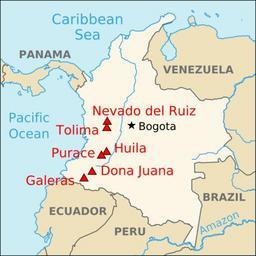 Caribbean
Sea
PANAMA
VENEZUELA
Nevado del Ruiz
Pacific
Ocean
Tolima
Bogota
Purace
Huila
Dona Juana
Galeras
ECUADOR
BRAZIL
PERU
Amazon